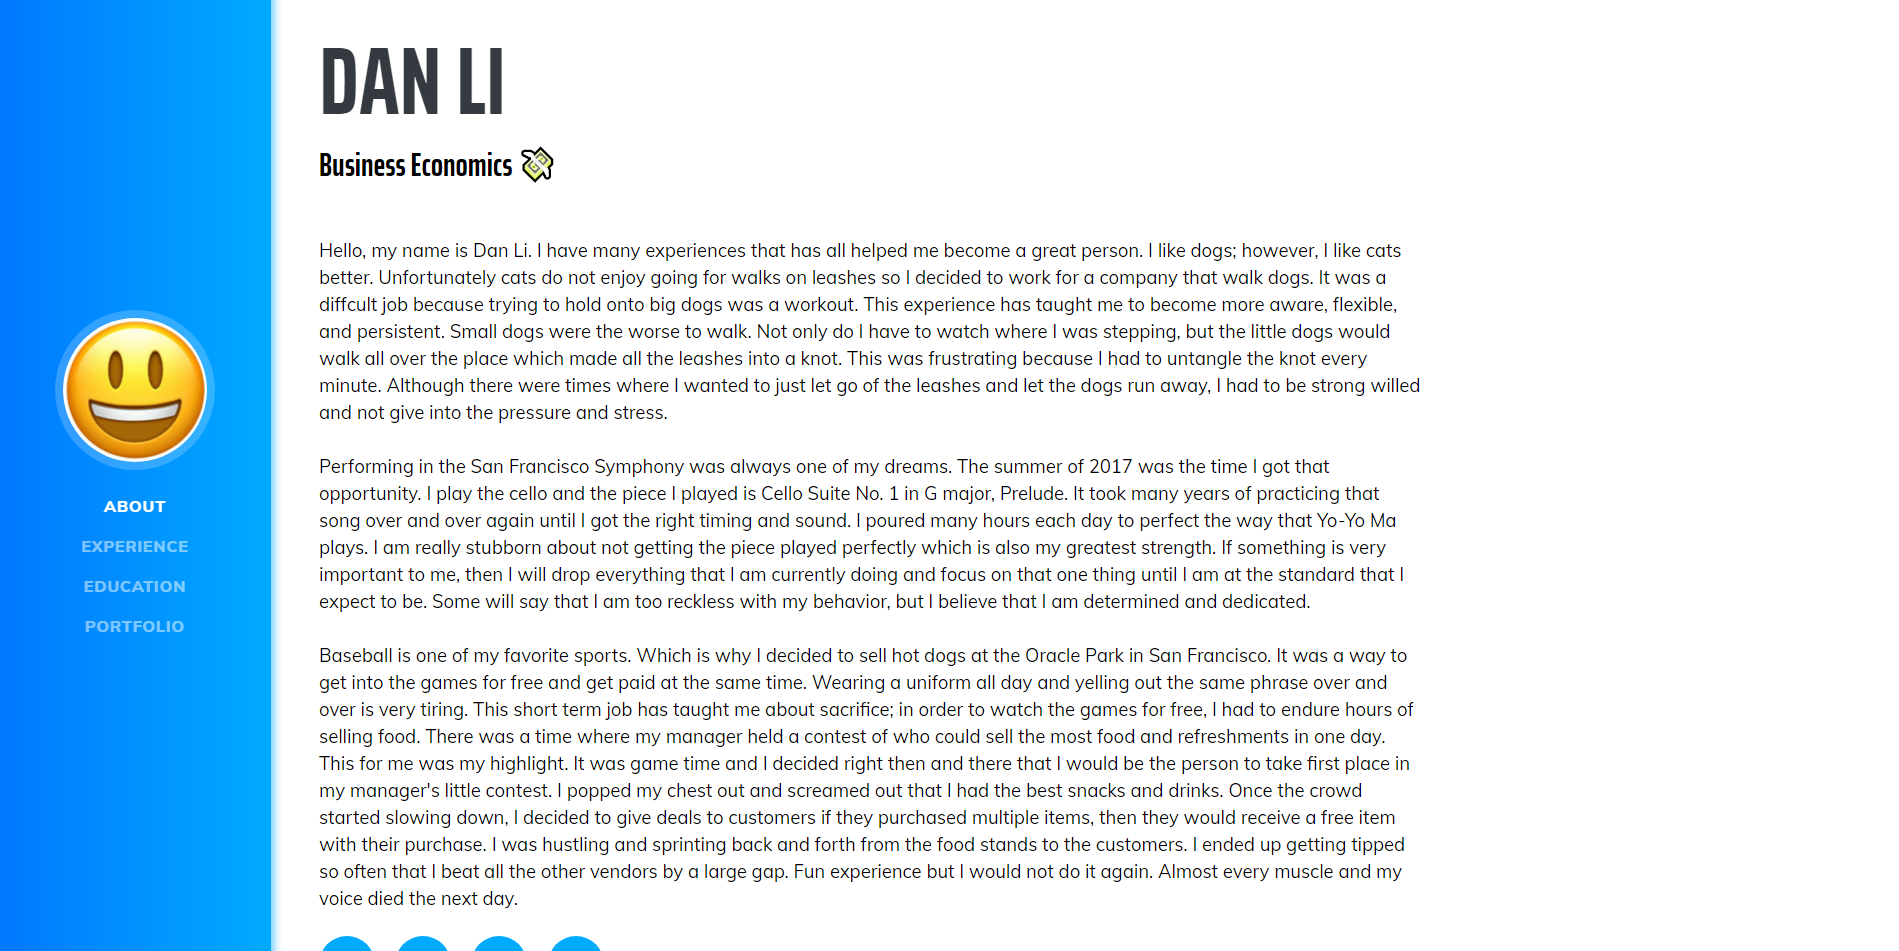 DAN LI
Business Economics
Hello, my name is Dan Li. I have many experiences that has all helped me become a great person. I like dogs; however, I like cats
better. Unfortunately cats do not enjoy going for walks on leashes so I decided to work for a company that walk dogs. It was a
diffcult job because trying to hold onto big dogs was a workout. This experience has taught me to become more aware, flexible,
and persistent. Small dogs were the worse to walk. Not only do I have to watch where I was stepping, but the little dogs would
walk all over the place which made all the leashes into a knot. This was frustrating because I had to untangle the knot every
minute. Although there were times where I wanted to just let go of the leashes and let the dogs run away, I had to be strong willed
and not give into the pressure and stress.
Performing in the San Francisco Symphony was always one of my dreams. The summer of 2017 was the time I got that
opportunity. I play the cello and the piece I played is Cello Suite No. 1 in G major, Prelude. It took many years of practicing that
song over and over again until I got the right timing and sound. I poured many hours each day to perfect the way that Yo-Yo Ma
plays. I am really stubborn about not getting the piece played perfectly which is also my greatest strength. If something is very
important to me, then I will drop everything that I am currently doing and focus on that one thing until I am at the standard that I
expect to be. Some will say that I am too reckless with my behavior, but I believe that I am determined and dedicated.
Baseball is one of my favorite sports. Which is why I decided to sell hot dogs at the Oracle Park in San Francisco. It was a way to
get into the games for free and get paid at the same time. Wearing a uniform all day and yelling out the same phrase over and
over is very tiring. This short term job has taught me about sacrifice; in order to watch the games for free, I had to endure hours of
selling food. There was a time where my manager held a contest of who could sell the most food and refreshments in one day.
This for me was my highlight. It was game time and I decided right then and there that I would be the person to take first place in
my manager's little contest. I popped my chest out and screamed out that I had the best snacks and drinks. Once the crowd
started slowing down, I decided to give deals to customers if they purchased multiple items, then they would receive a free item
with their purchase. I was hustling and sprinting back and forth from the food stands to the customers. I ended up getting tipped
so often that I beat all the other vendors by a large gap. Fun experience but I would not do it again. Almost every muscle and my
voice died the next day.
ABOUT
EXPERIENCE
EDUCATION
PORTFOLIO